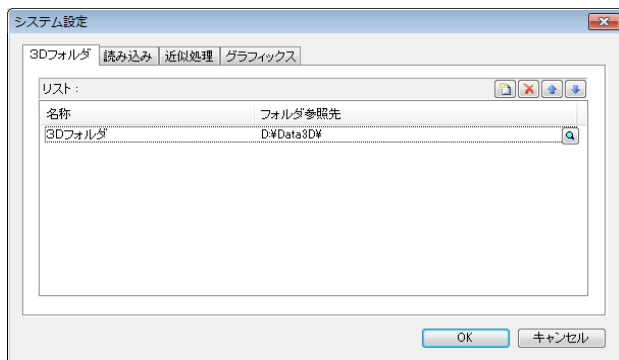 システム設定
3Dフォルダ 読み込み 近似処理 グラフィックス
リスト :
名称 フォルダ参照先
3Dフォルダ D:¥Data3D¥
OK キャンセル